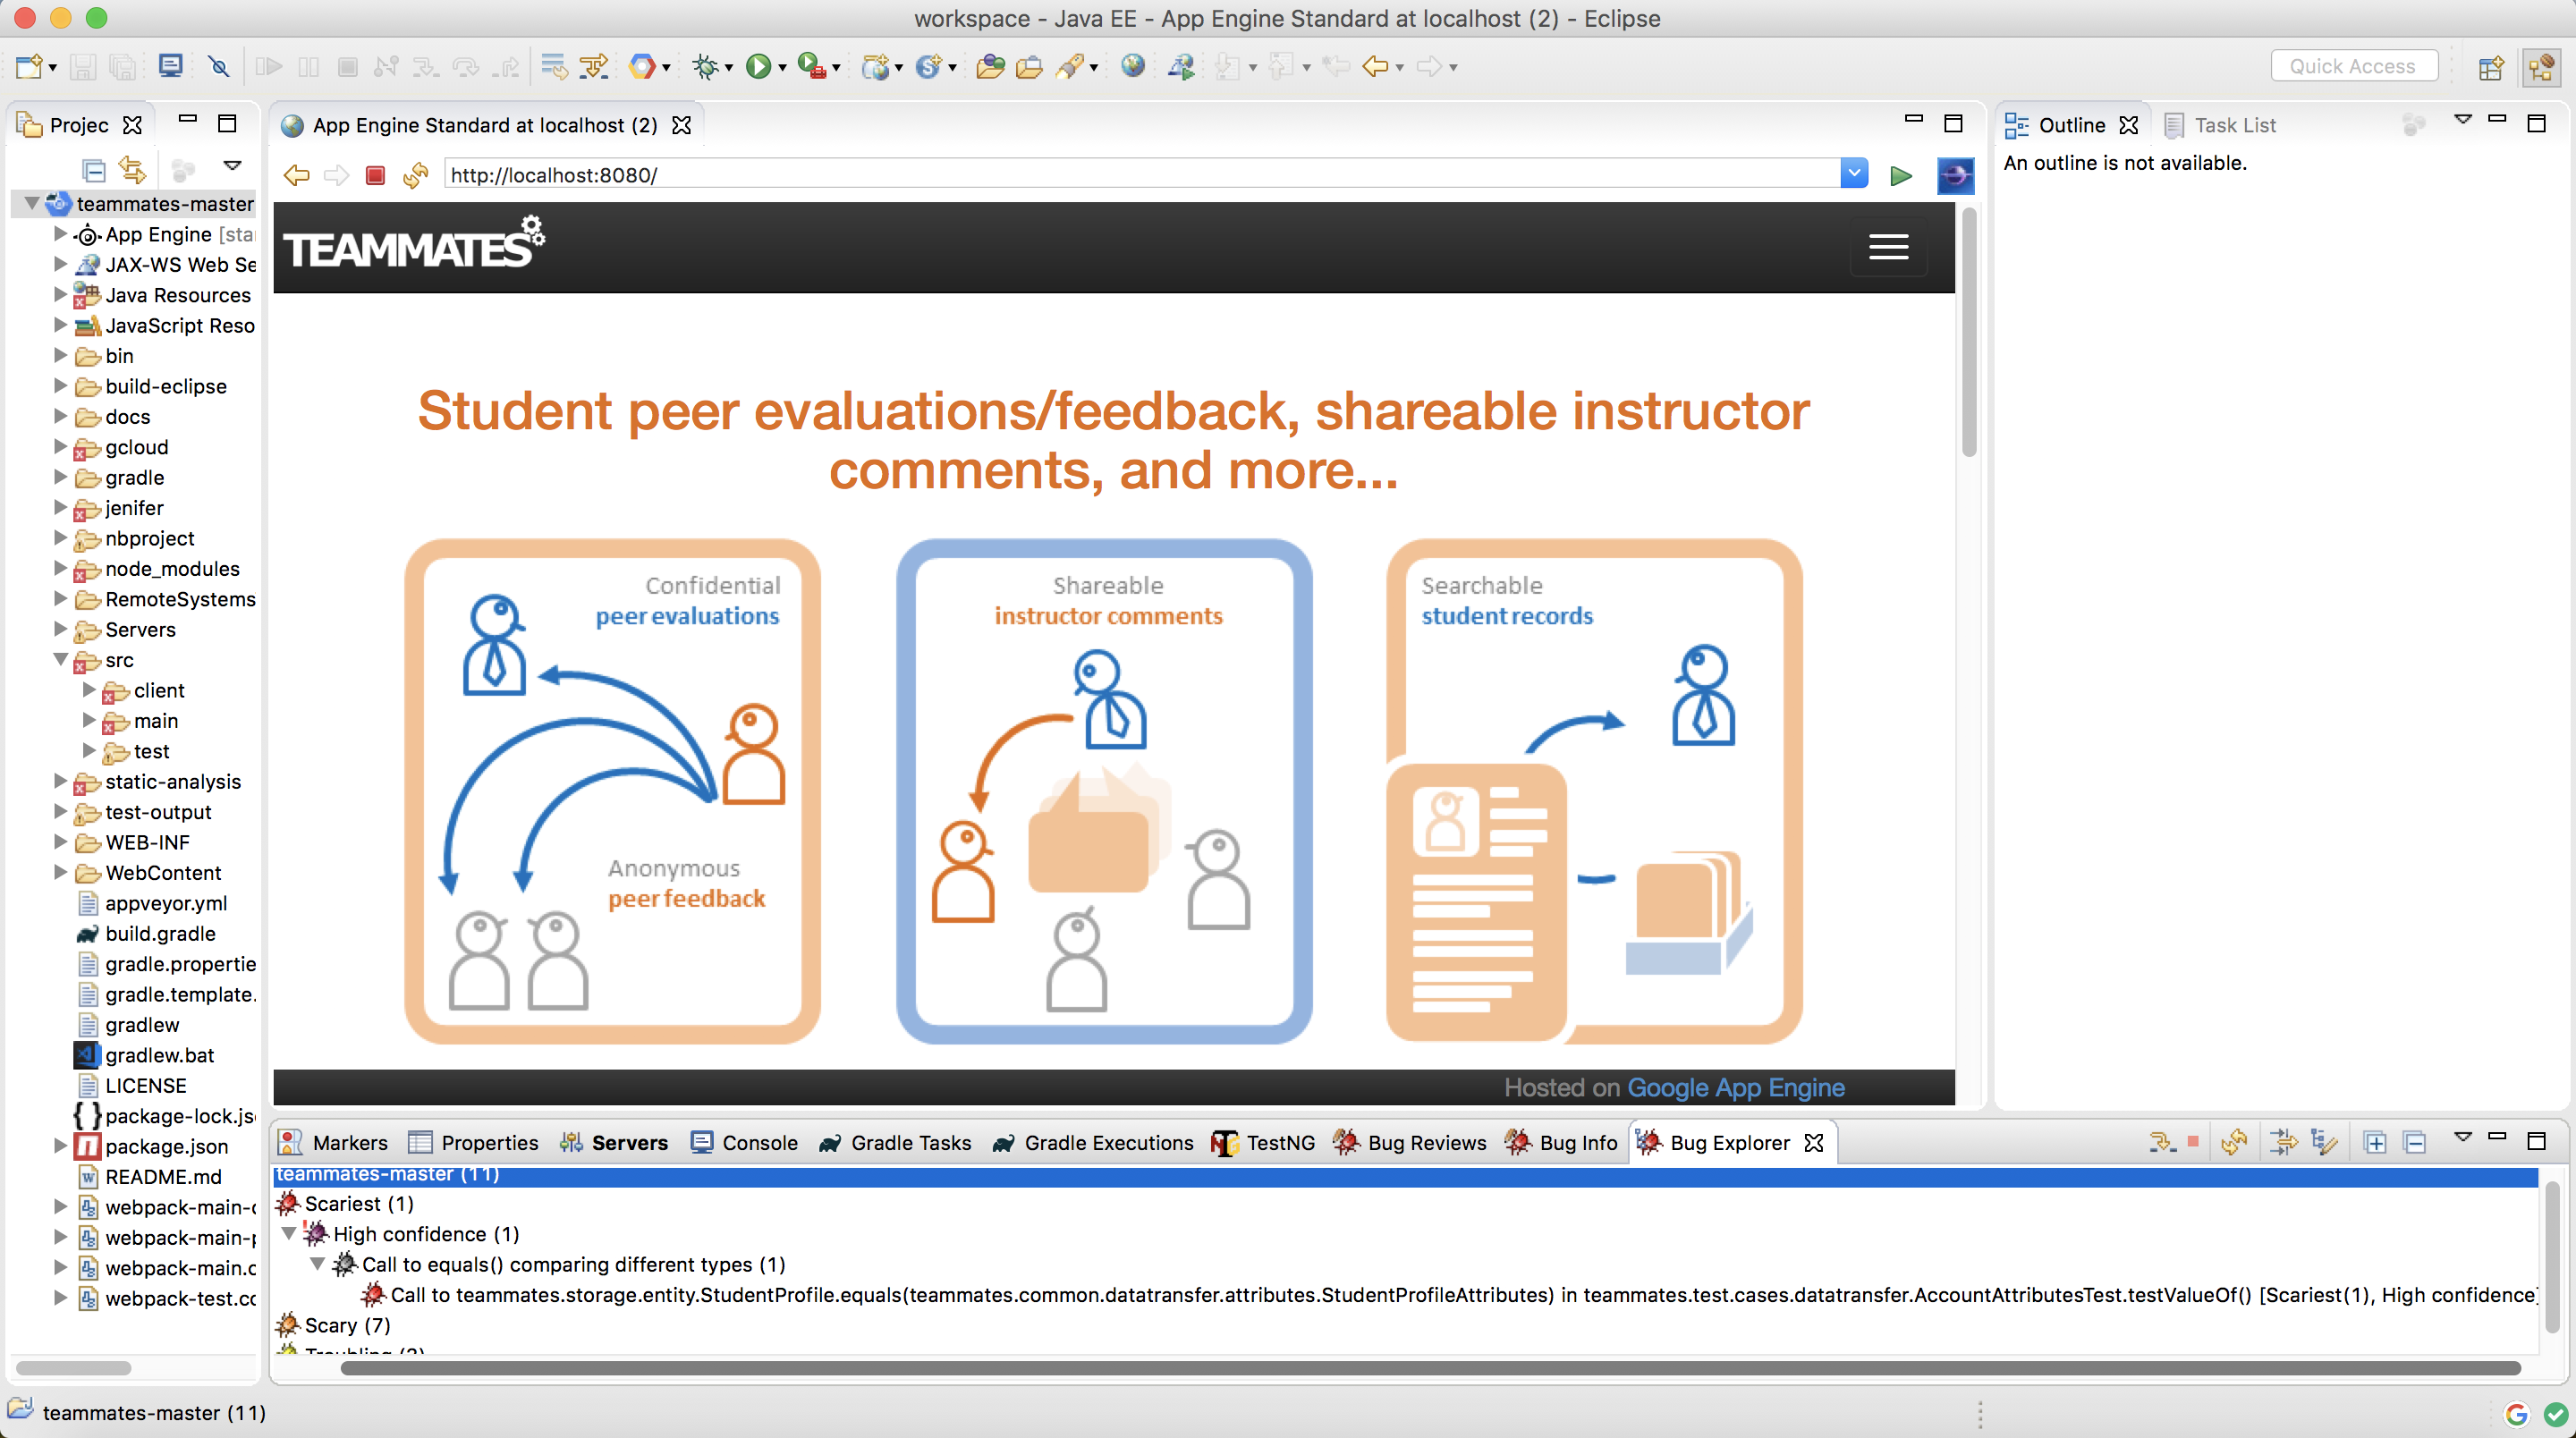 workspace - Java EE - App Engine Standard at localhost (2) - Eclipse
Quick Access
Projec
App Engine Standard at localhost (2)
Outline
Task List
http://localhost:8080/
An outline is not available.
teammates-master
App Engine [sta
JAX-WS Web Se
Java Resources
JavaScript Reso
bin
build-eclipse
docs
gcloud
gradle
jenifer
nbproject
node_modules
RemoteSystems
Servers
src
client
main
test
static-analysis
test-output
WEB-INF
WebContent
appveyor.yml
build.gradle
gradle.propertie
gradle.template.
gradlew
gradlew.bat
LICENSE
package-lock.js
package.json
README.md
webpack-main-c
webpack-main-p
webpack-main.c
webpack-test.cc
TEAMMATES
Student peer evaluations/feedback, shareable instructor
comments, and more...
Confidential
peer evaluations
Anonymous
peer feedback
Shareable
instructor comments
Searchable
student records
Hosted on Google App Engine
Markers
Properties
Servers
Console
Gradle Tasks
Gradle Executions
TestNG
Bug Reviews
Bug Info
Bug Explorer
teammates-master (11)
Scariest (1)
High confidence (1)
Call to equals() comparing different types (1)
Call to teammates.storage.entity.StudentProfile.equals(teammates.common.datatransfer.attributes.StudentProfileAttributes) in teammates.test.cases.datatransfer.AccountAttributesTest.testValueOf() [Scariest(1), High confidence]
Scary (7)
teammates-master (11)